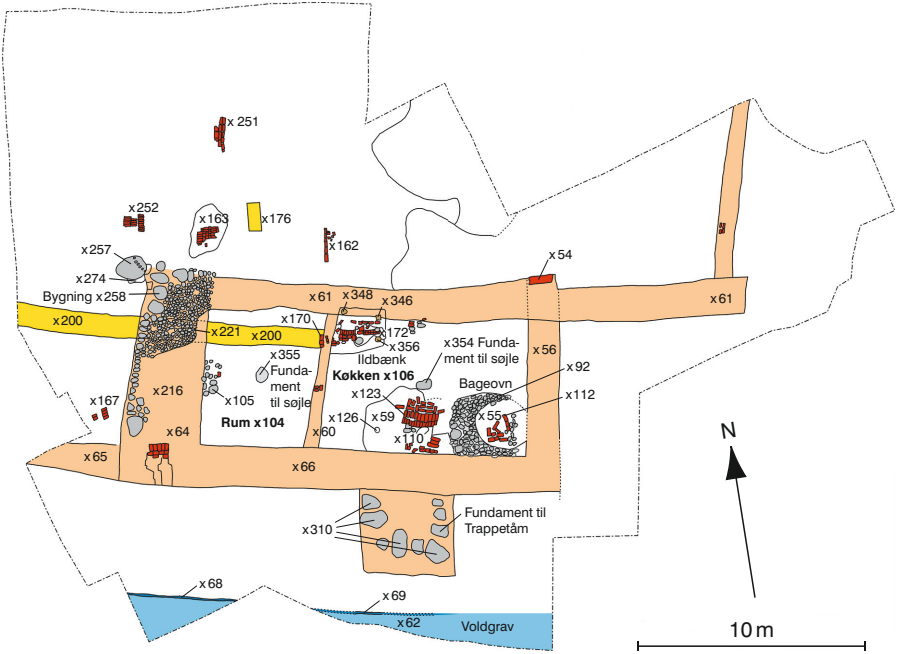 x251
x252
x163
x176
x257
x162
x274
x54
Bygning x258
x61
x348
x346
x61
x200
x221
x200
x170
x172
x356
Ildbænk
x354 Funda-
ment til søjle
x56
x355
Funda-
ment
til søjle
Køkken x106
Bageovn
x92
x216
x105
x123
x112
x167
x126
x59
x55
x64
Rum x104
x60
x110
x65
x66
N
x310
Fundament til
Trappetåm
x68
x69
x62
Voldgrav
10 m